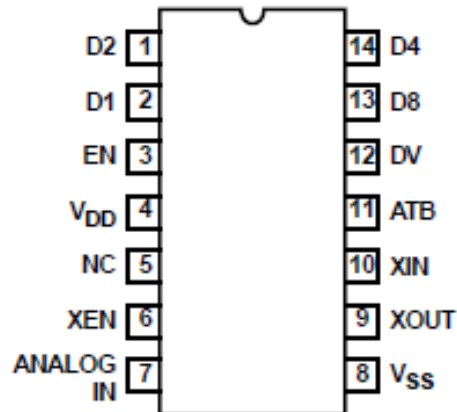 D2 1 14 D4
D1 2 13 D8
EN 3 12 DV
VDD 4 11 ATB
NC 5 10 XIN
XEN 6 9 XOUT
ANALOG
IN 7 8 VSS